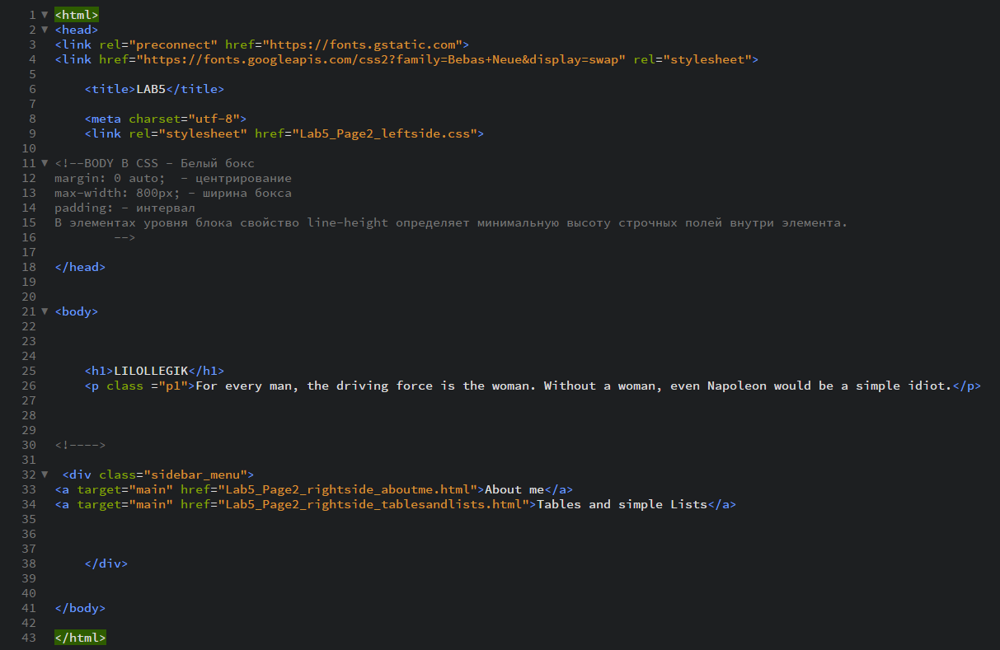 1 <html>
2 <head>
3 <link rel="preconnect" href="https://fonts.gstatic.com">
4 <link href="https://fonts.googleapis.com/css2?family=Bebas+Neue&display=swap" rel="stylesheet">
5
6 <title>LAB5</title>
7
8 <meta charset="utf-8">
9 <link rel="stylesheet" href="Lab5_Page2_leftside.css">
10
11 <!--BODY В CSS - Белый бокс
12 margin: 0 auto;  - центрирование
13 max-width: 800px; - ширина бокса
14 padding: - интервал
15 В элементах уровня блока свойство line-height определяет минимальную высоту строчных полей внутри элемента.
16 -->
17
18 </head>
19
20
21 <body>
22
23
24
25 <h1>LILOLLEGIK</h1>
26 <p class ="p1">For every man, the driving force is the woman. Without a woman, even Napoleon would be a simple idiot.</p>
27
28
29
30 <!---->
31
32 <div class="sidebar_menu">
33 <a target="main" href="Lab5_Page2_rightside_aboutme.html">About me</a>
34 <a target="main" href="Lab5_Page2_rightside_tablesandlists.html">Tables and simple Lists</a>
35
36
37
38 </div>
39
40
41 </body>
42
43 </html>